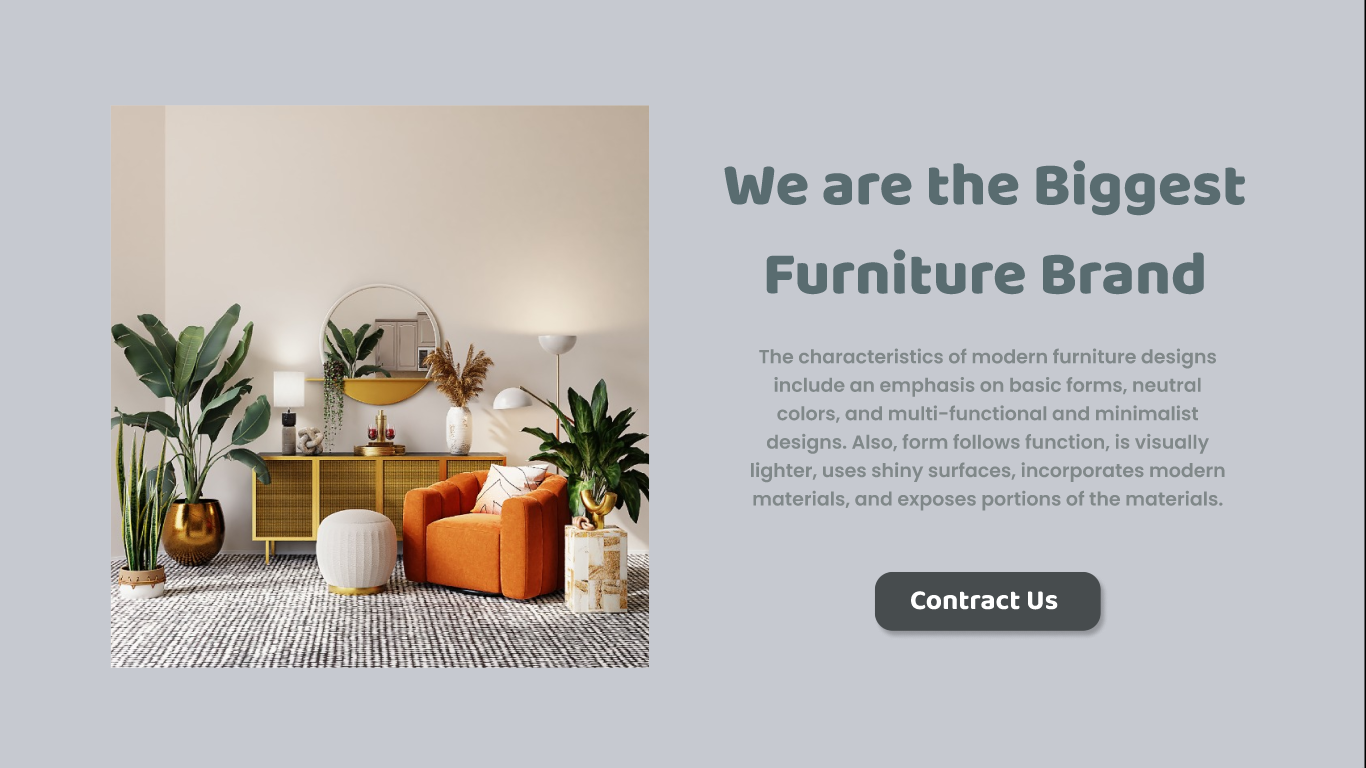 We are the Biggest
Furniture Brand
The characteristics of modern furniture designs
include an emphasis on basic forms, neutral
colors, and multi-functional and minimalist
designs. Also, form follows function, is visually
lighter, uses shiny surfaces, incorporates modern
materials, and exposes portions of the materials.
Contract Us